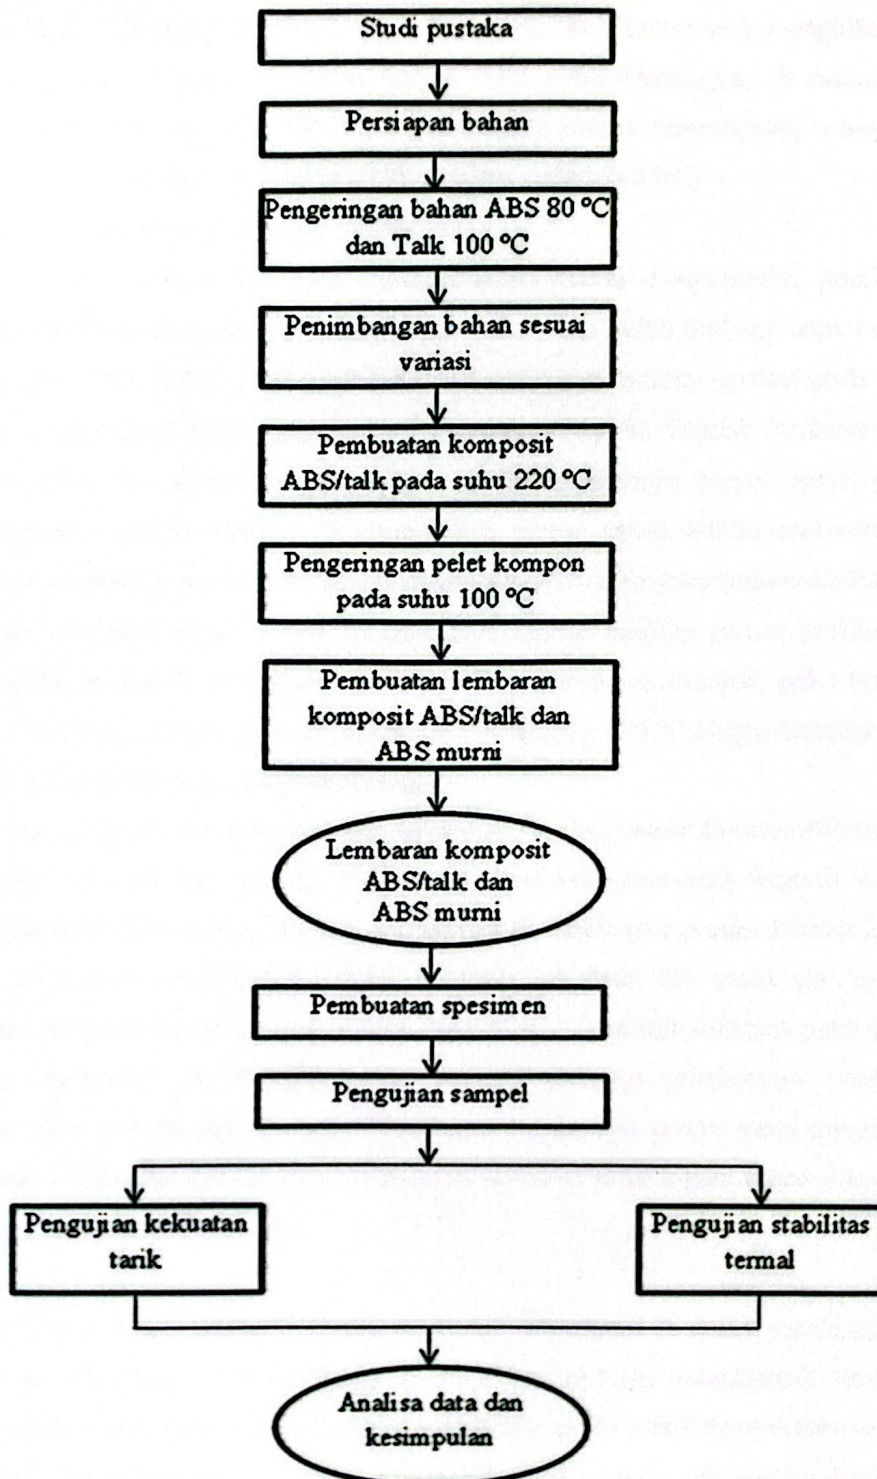 Studi pustaka
Persiapan bahan
Pengeringan bahan ABS 80 °C
dan Talk 100 °C
Penimbangan bahan sesuai
variasi
Pembuatan komposit
ABS/talk pada suhu 220 °C
Pengeringan pelet kompon
pada suhu 100 °C
Pembuatan lembaran
komposit ABS/talk dan
ABS murni
Lembaran komposit
ABS/talk dan
ABS murni
Pembuatan spesimen
Pengujian sampel
Pengujian kekuatan
tarik
Pengujian stabilitas
termal
Analisa data dan
kesimpulan